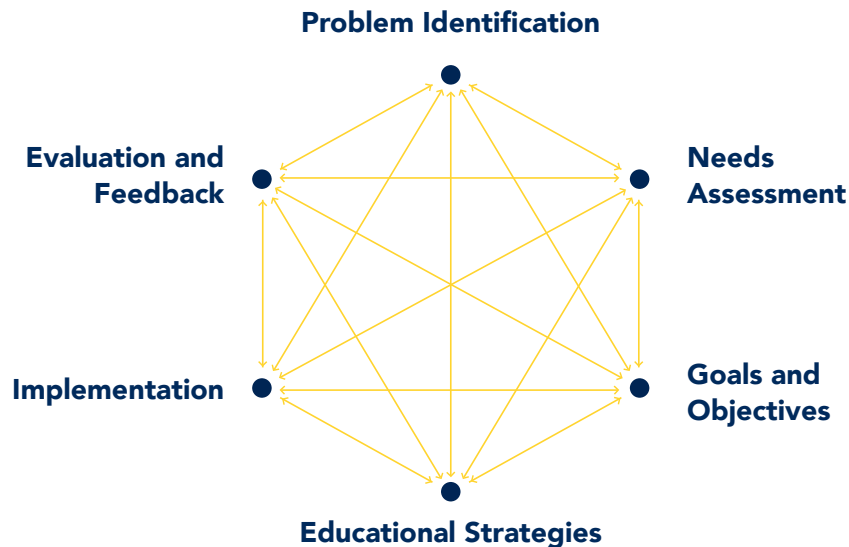 Problem Identification
Evaluation and
Feedback
Needs
Assessment
Implementation
Goals and
Objectives
Educational Strategies